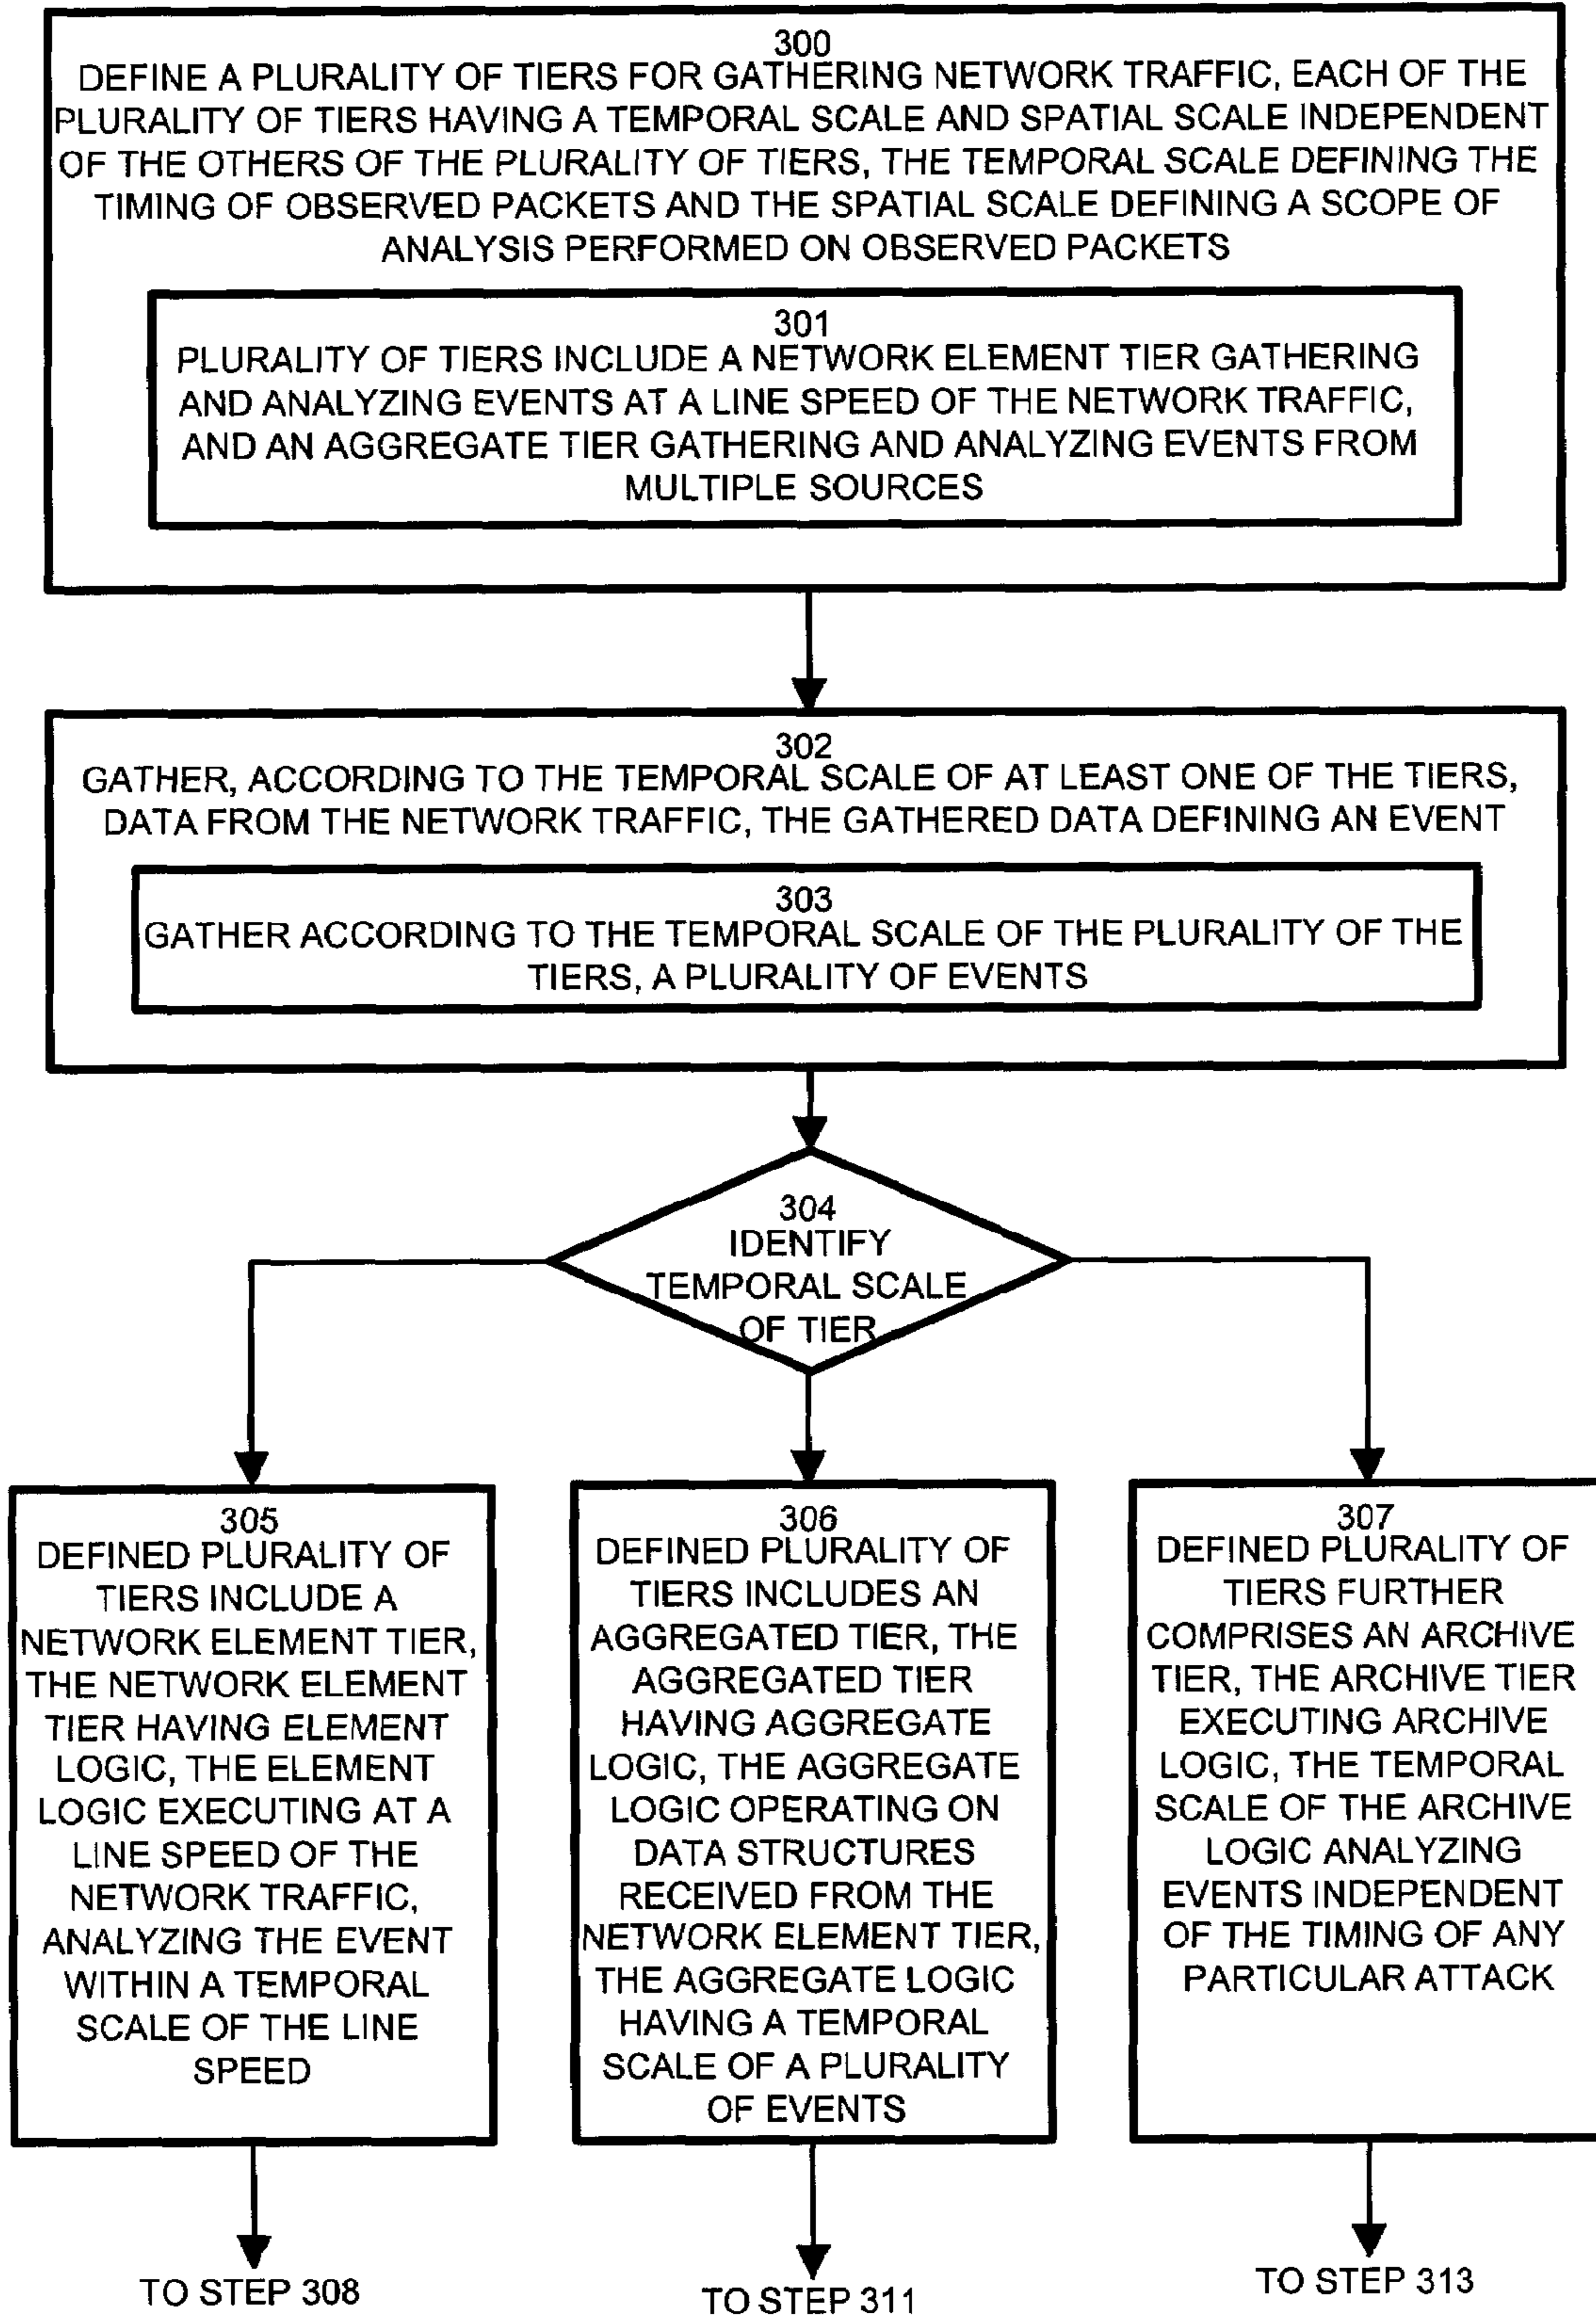 300
DEFINE A PLURALITY OF TIERS FOR GATHERING NETWORK TRAFFIC, EACH OF THE
PLURALITY OF TIERS HAVING A TEMPORAL SCALE AND SPATIAL SCALE INDEPENDENT
OF THE OTHERS OF THE PLURALITY OF TIERS, THE TEMPORAL SCALE DEFINING THE
TIMING OF OBSERVED PACKETS AND THE SPATIAL SCALE DEFINING A SCOPE OF
ANALYSIS PERFORMED ON OBSERVED PACKETS
301
PLURALITY OF TIERS INCLUDE A NETWORK ELEMENT TIER GATHERING
AND ANALYZING EVENTS AT A LINE SPEED OF THE NETWORK TRAFFIC,
AND AN AGGREGATE TIER GATHERING AND ANALYZING EVENTS FROM
MULTIPLE SOURCES
302
GATHER, ACCORDING TO THE TEMPORAL SCALE OF AT LEAST ONE OF THE TIERS,
DATA FROM THE NETWORK TRAFFIC, THE GATHERED DATA DEFINING AN EVENT
303
GATHER ACCORDING TO THE TEMPORAL SCALE OF THE PLURALITY OF THE
TIERS, A PLURALITY OF EVENTS
304
IDENTIFY
TEMPORAL SCALE
OF TIER
305
DEFINED PLURALITY OF
TIERS INCLUDE A
NETWORK ELEMENT TIER,
THE NETWORK ELEMENT
TIER HAVING ELEMENT
LOGIC, THE ELEMENT
LOGIC EXECUTING AT A
LINE SPEED OF THE
NETWORK TRAFFIC,
ANALYZING THE EVENT
WITHIN A TEMPORAL
SCALE OF THE LINE
SPEED
306
DEFINED PLURALITY OF
TIERS INCLUDES AN
AGGREGATED TIER, THE
AGGREGATED TIER
HAVING AGGREGATE
LOGIC, THE AGGREGATE
LOGIC OPERATING ON
DATA STRUCTURES
RECEIVED FROM THE
NETWORK ELEMENT TIER,
THE AGGREGATE LOGIC
HAVING A TEMPORAL
SCALE OF A PLURALITY
OF EVENTS
307
DEFINED PLURALITY OF
TIERS FURTHER
COMPRISES AN ARCHIVE
TIER, THE ARCHIVE TIER
EXECUTING ARCHIVE
LOGIC, THE TEMPORAL
SCALE OF THE ARCHIVE
LOGIC ANALYZING
EVENTS INDEPENDENT
OF THE TIMING OF ANY
PARTICULAR ATTACK
TO STEP 308
TO STEP 311
TO STEP 313